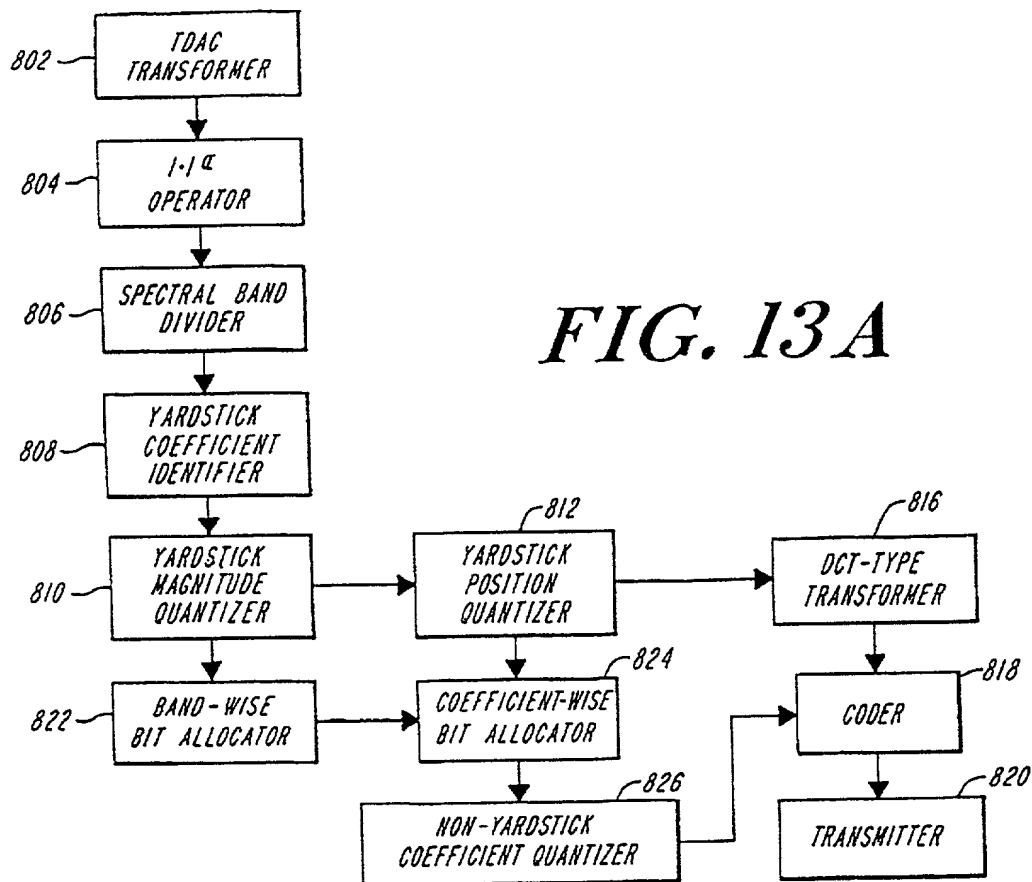 802
TDAC
TRANSFORMER
804
|·|α
OPERATOR
806
SPECTRAL BAND
DIVIDER
FIG. 13A
808
YARDSTICK
COEFFICIENT
IDENTIFIER
810
YARDSTICK
MAGNITUDE
QUANTIZER
812
YARDSTICK
POSITION
QUANTIZER
816
DCT-TYPE
TRANSFORMER
822
BAND-WISE
BIT ALLOCATOR
824
COEFFICIENT-WISE
BIT ALLOCATOR
818
CODER
826
NON-YARDSTICK
COEFFICIENT QUANTIZER
820
TRANSMITTER